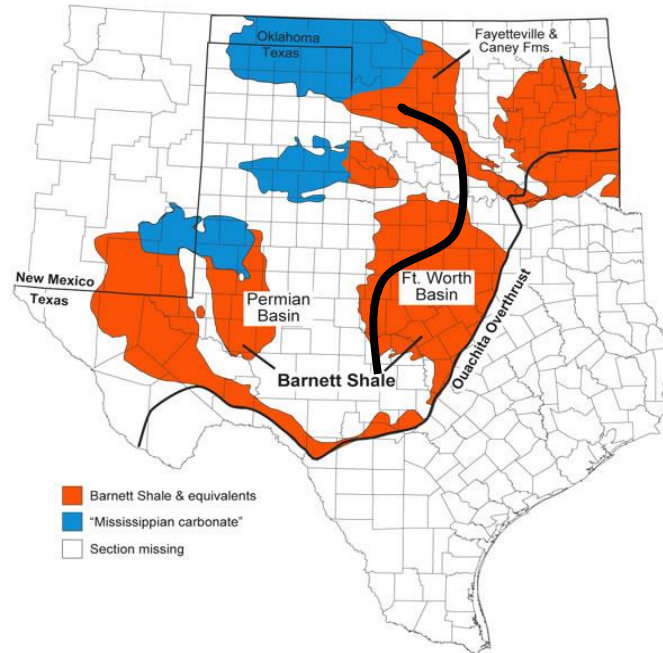 Oklahoma
Texas
Fayetteville &
Caney Fms.
New Mexico
Texas
Permian
Basin
Ft. Worth
Basin
Barnett Shale
Ouachita Overthrust
Barnett Shale & equivalents
"Mississippian carbonate"
Section missing